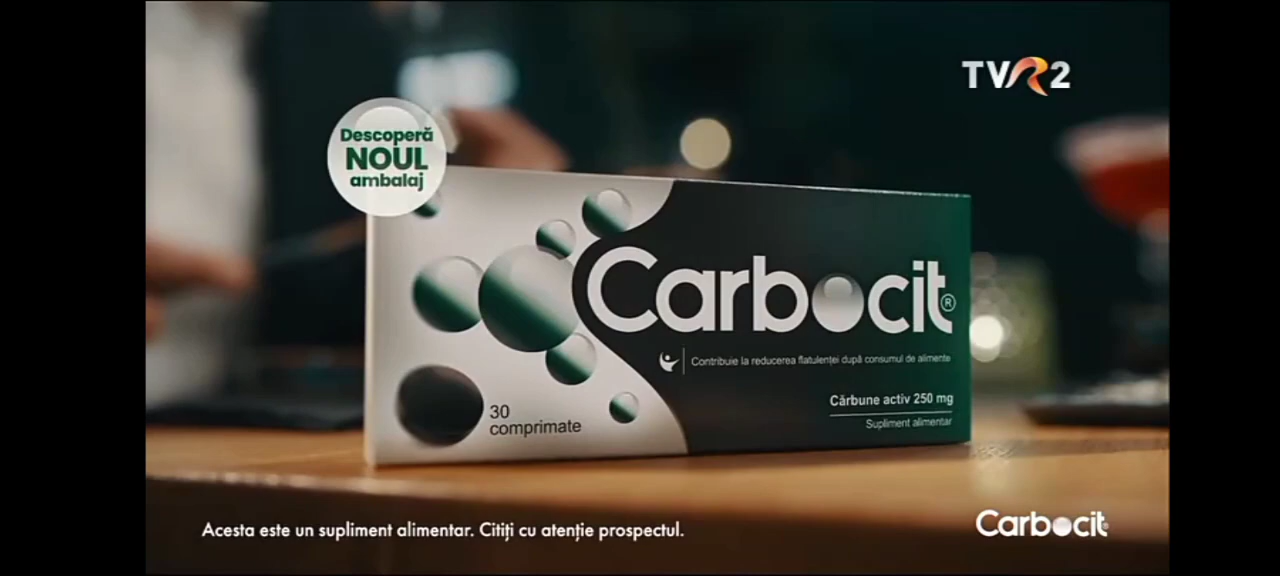 TVR2
Descoperă
NOUL
ambalaj
Carbocit®
Contribuie la reducerea flatulenței după consumul de alimente
Cărbune activ 250 mg
Supliment alimentar
30
comprimate
Acesta este un supliment alimentar. Citiți cu atenție prospectul.
Carbocit®